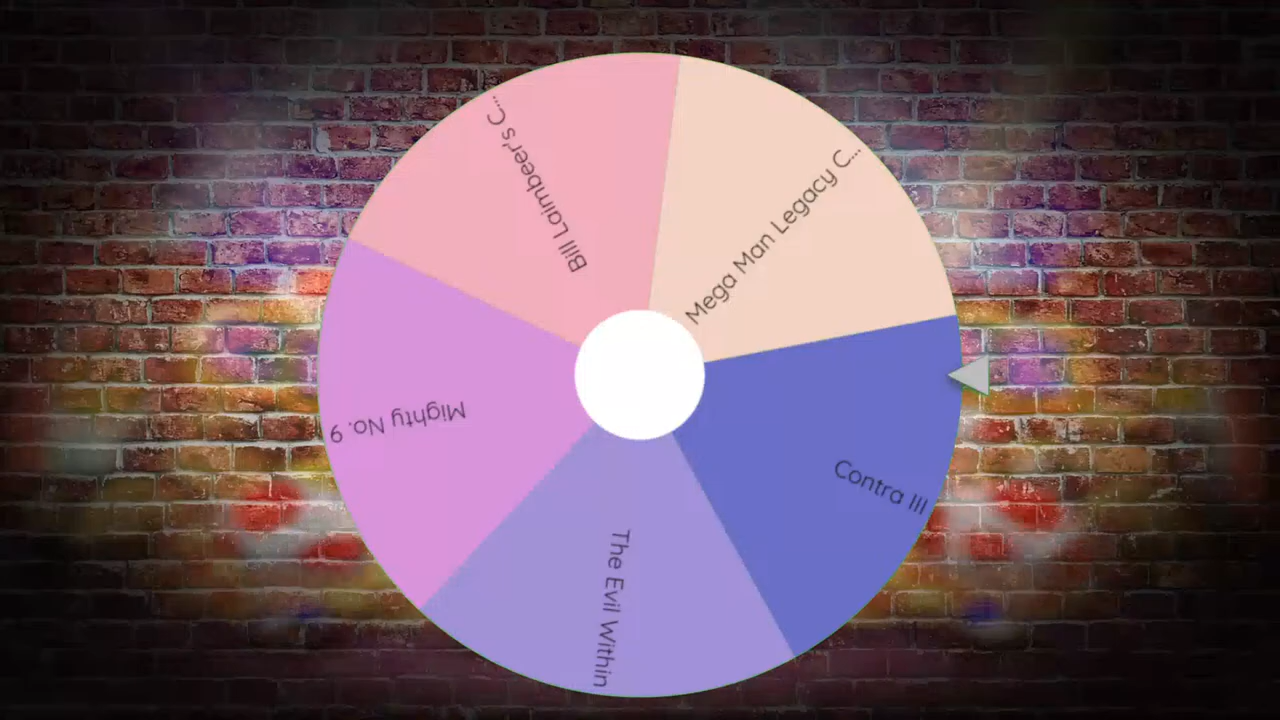 Bill Laimbeer's C...
Mega Man Legacy C...
Mighty No. 9
Contra III
The Evil Within